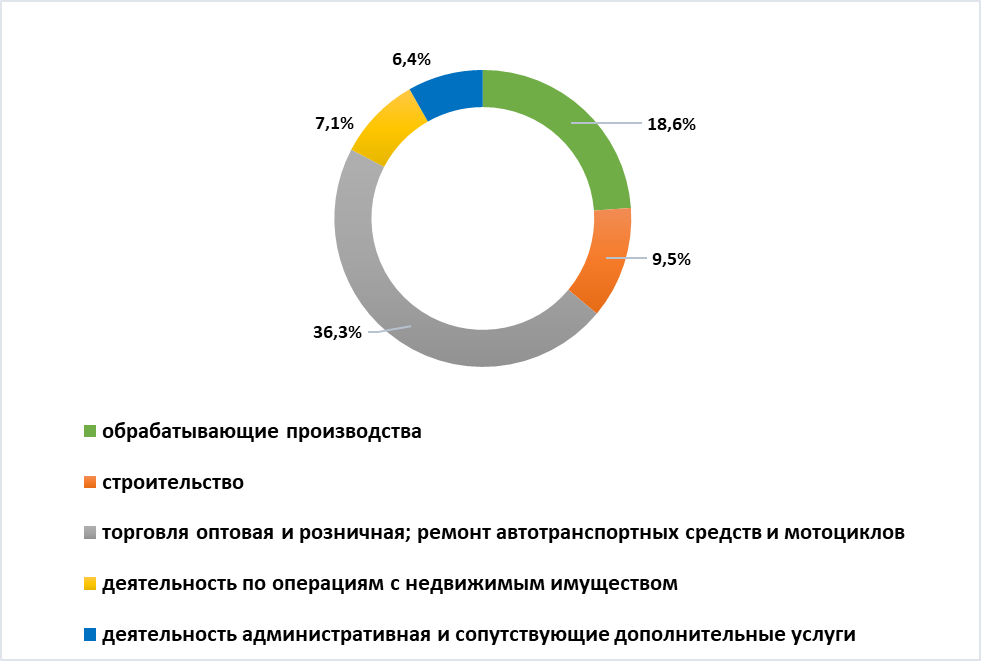 6,4%
7,1%
18,6%
9,5%
36,3%
обрабатывающие производства
строительство
торговля оптовая и розничная; ремонт автотранспортных средств и мотоциклов
деятельность по операциям с недвижимым имуществом
деятельность административная и сопутствующие дополнительные услуги